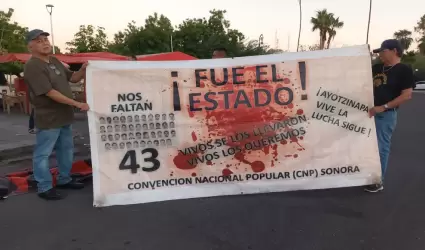 NOS
FALTAN
43
¡FUE EL
ESTADO!
VIVOS SE LOS LLEVARON
VIVOS LOS QUEREMOS
¡AYOTZINAPA
VIVE LA
LUCHA SIGUE!
CONVENCION NACIONAL POPULAR (CNP) SONORA